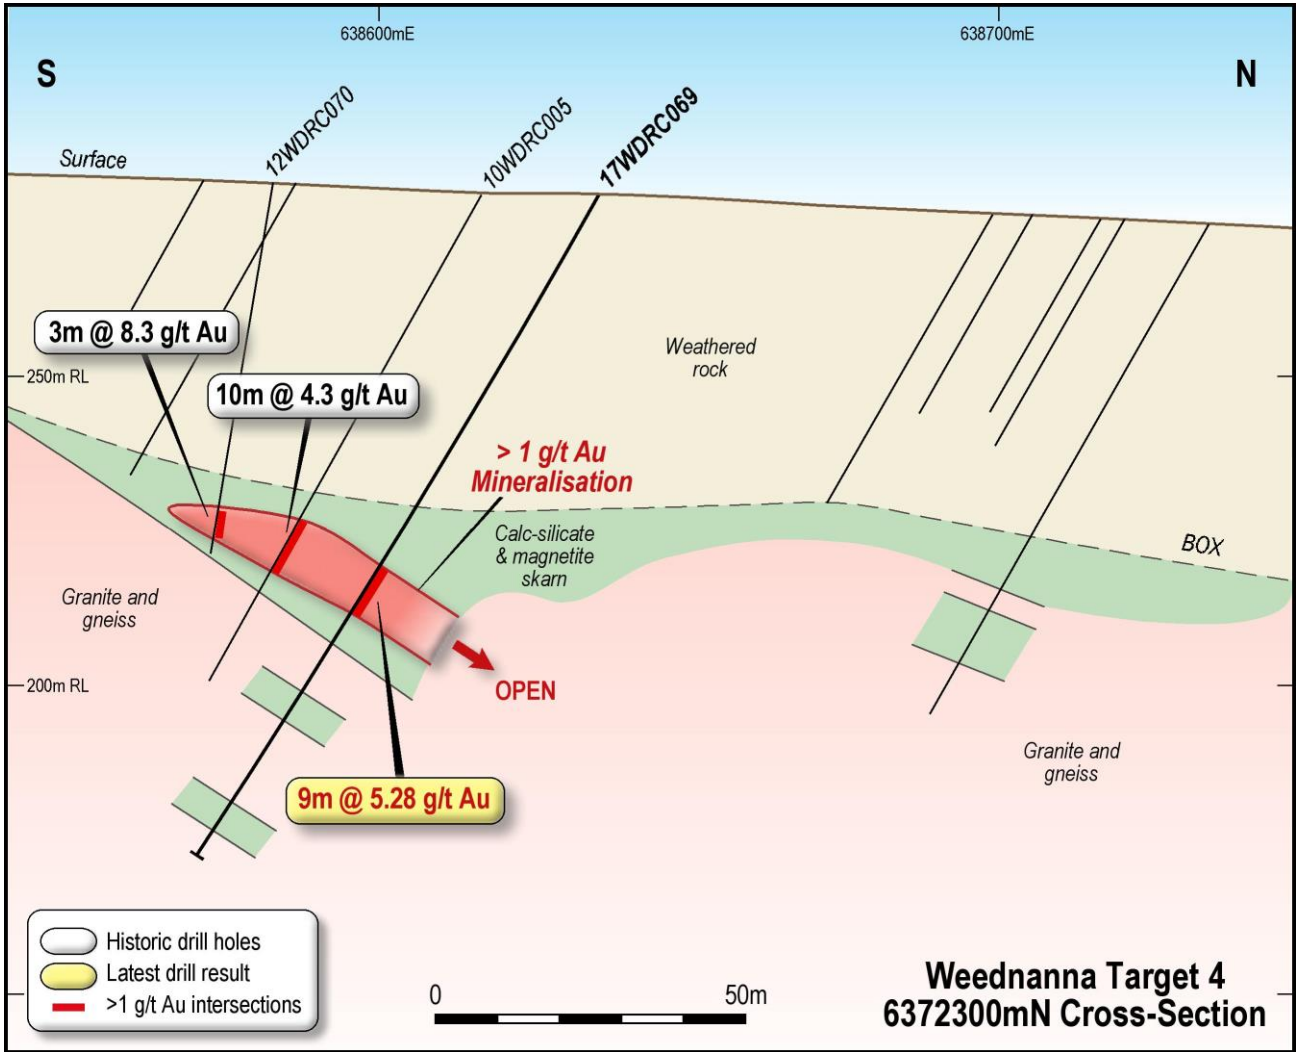 638600mE
638700mE
S
N
12WDRC070
10WDRC005
17WDRC069
Surface
3m @ 8.3 g/t Au
250m RL
10m @ 4.3 g/t Au
Weathered
rock
> 1 g/t Au
Mineralisation
Calc-silicate
& magnetite
skarn
BOX
Granite and
gneiss
200m RL
OPEN
Granite and
gneiss
9m @ 5.28 g/t Au
Historic drill holes
Latest drill result
>1 g/t Au intersections
0
50m
Weednanna Target 4
6372300mN Cross-Section